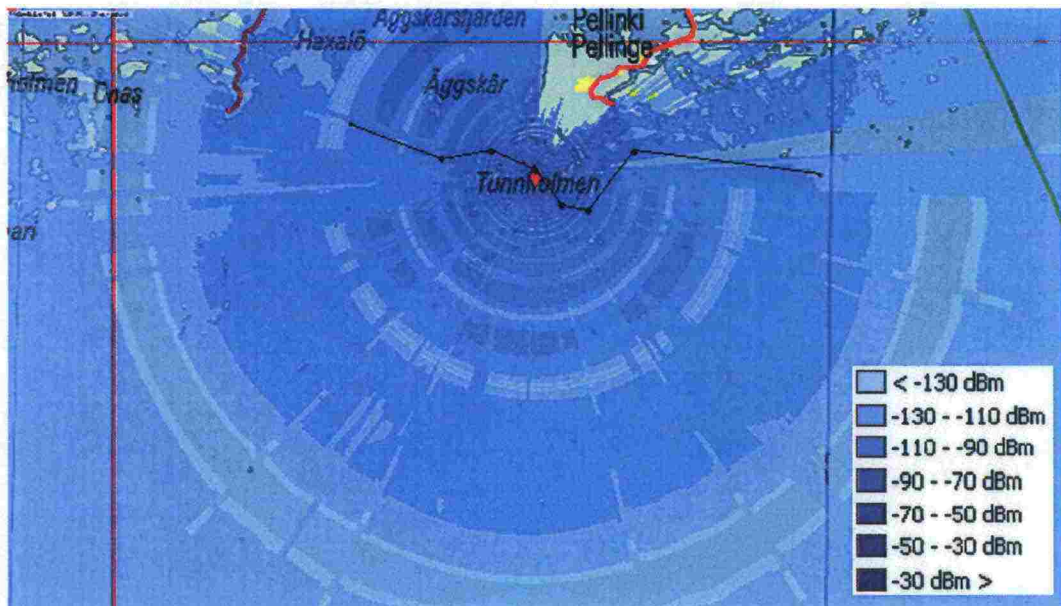 Äggskärsfjärden
Pellinki
Pellinge
Haxalö
Äggskär
Onas
Tunnholmen
< -130 dBm
-130 - -110 dBm
-110 - -90 dBm
-90 - -70 dBm
-70 - -50 dBm
-50 - -30 dBm
-30 dBm >